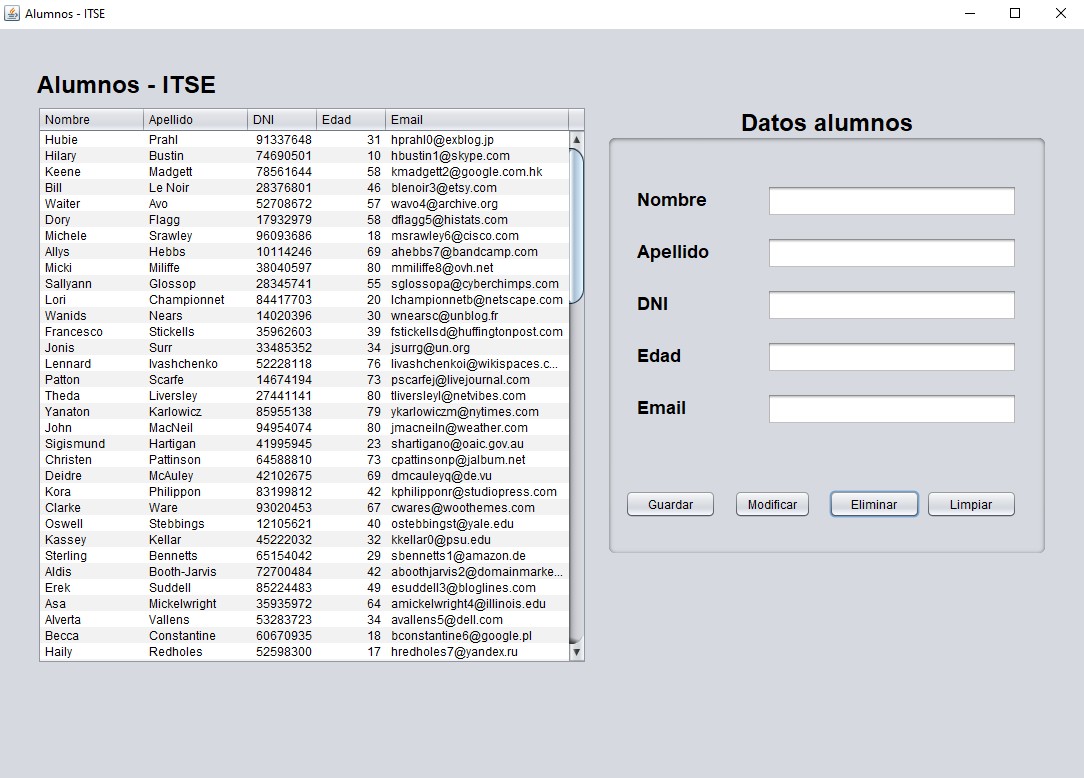 Alumnos - ITSE
Alumnos - ITSE
Nombre Apellido DNI Edad Email
Hubie Prahl 91337648 31 hprahl0@exblog.jp
Hilary Bustin 74690501 10 hbustin1@skype.com
Keene Madgett 78561644 58 kmadgett2@google.com.hk
Bill Le Noir 28376801 46 blenoir3@etsy.com
Waiter Avo 52708672 57 wavo4@archive.org
Dory Flagg 17932979 58 dflagg5@histats.com
Michele Srawley 96093686 18 msrawley6@cisco.com
Allys Hebbs 10114246 69 ahebbs7@bandcamp.com
Micki Miliffe 38040597 80 mmiliffe8@ovh.net
Sallyann Glossop 28345741 55 sglossopa@cyberchimps.com
Lori Championnet 84417703 20 lchampionnetb@netscape.com
Wanids Nears 14020396 30 wnearsc@unblog.fr
Francesco Stickells 35962603 39 fstickellsd@huffingtonpost.com
Jonis Surr 33485352 34 jsurrg@un.org
Lennard Ivashchenko 52228118 76 livashchenkoi@wikispaces.c...
Patton Scarfe 14674194 73 pscarfej@livejournal.com
Theda Liversley 27441141 80 tliversleyl@netvibes.com
Yanaton Karlowicz 85955138 79 ykarlowiczm@nytimes.com
John MacNeil 94954074 80 jmacneiln@weather.com
Sigismund Hartigan 41995945 23 shartigano@oaic.gov.au
Christen Pattinson 64588810 73 cpattinsonp@jalbum.net
Deidre McAuley 42102675 69 dmcauleyq@de.vu
Kora Philippon 83199812 42 kphilipponr@studiopress.com
Clarke Ware 93020453 67 cwares@woothemes.com
Oswell Stebbings 12105621 40 ostebbingst@yale.edu
Kassey Kellar 45222032 32 kkellar0@psu.edu
Sterling Bennetts 65154042 29 sbennetts1@amazon.de
Aldis Booth-Jarvis 72700484 42 aboothjarvis2@domainmarke...
Erek Suddell 85224483 49 esuddell3@bloglines.com
Asa Mickelwright 35935972 64 amickelwright4@illinois.edu
Alverta Vallens 53283723 34 avallens5@dell.com
Becca Constantine 60670935 18 bconstantine6@google.pl
Haily Redholes 52598300 17 hredholes7@yandex.ru
Datos alumnos
Nombre
Apellido
DNI
Edad
Email
Guardar Modificar Eliminar Limpiar